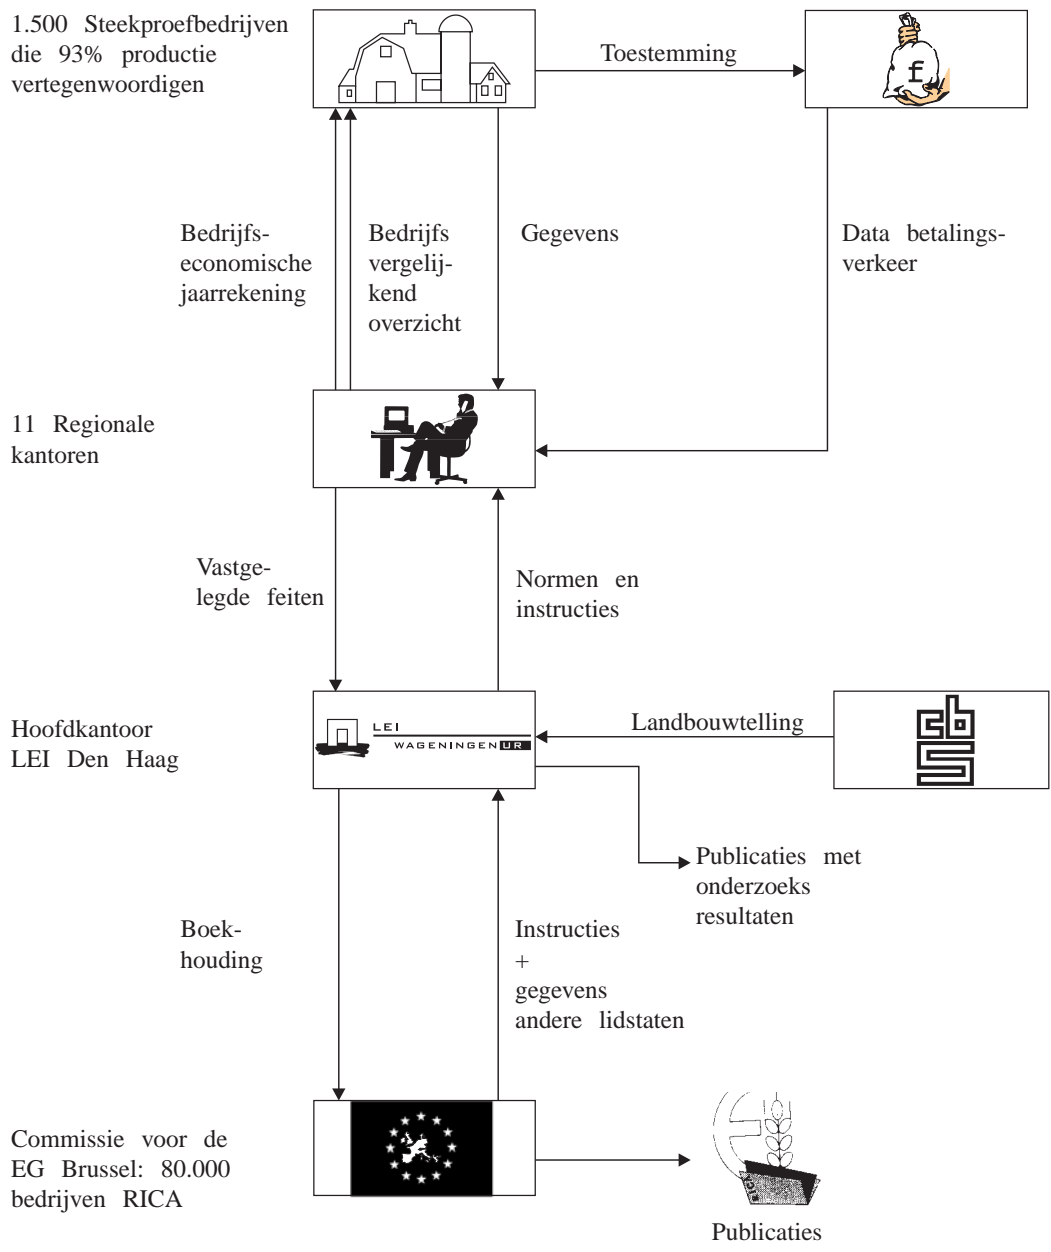 1.500 Steekproefbedrijven
die 93% productie
vertegenwoordigen
Toestemming
£
Bedrijfs-
economische
jaarrekening
Bedrijfs
vergelij-
kend
overzicht
Gegevens
Data betalings-
verkeer
11 Regionale
kantoren
Vastge-
legde feiten
Normen en
instructies
Hoofdkantoor
LEI Den Haag
LEI
WAGENINGEN UR
Landbouwtelling
cbs
Publicaties met
onderzoeks
resultaten
Boek-
houding
Instructies
+
gegevens
andere lidstaten
Commissie voor de
EG Brussel: 80.000
bedrijven RICA
RICA
Publicaties